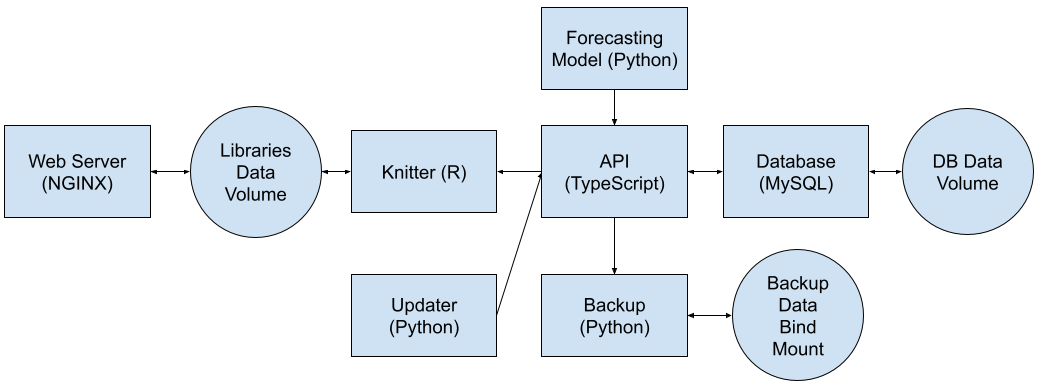 Forecasting
Model (Python)
Web Server
(NGINX)
Libraries
Data
Volume
Knitter (R)
API
(TypeScript)
Database
(MySQL)
DB Data
Volume
Updater
(Python)
Backup
(Python)
Backup
Data
Bind
Mount